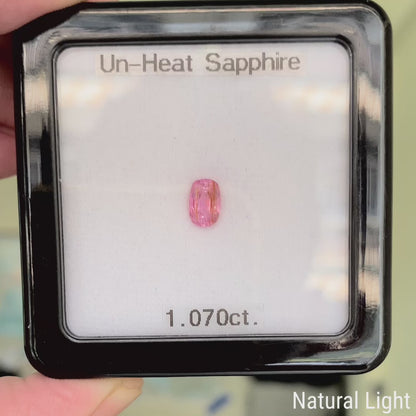 Un-Heat Sapphire
1.070ct.
Natural Light